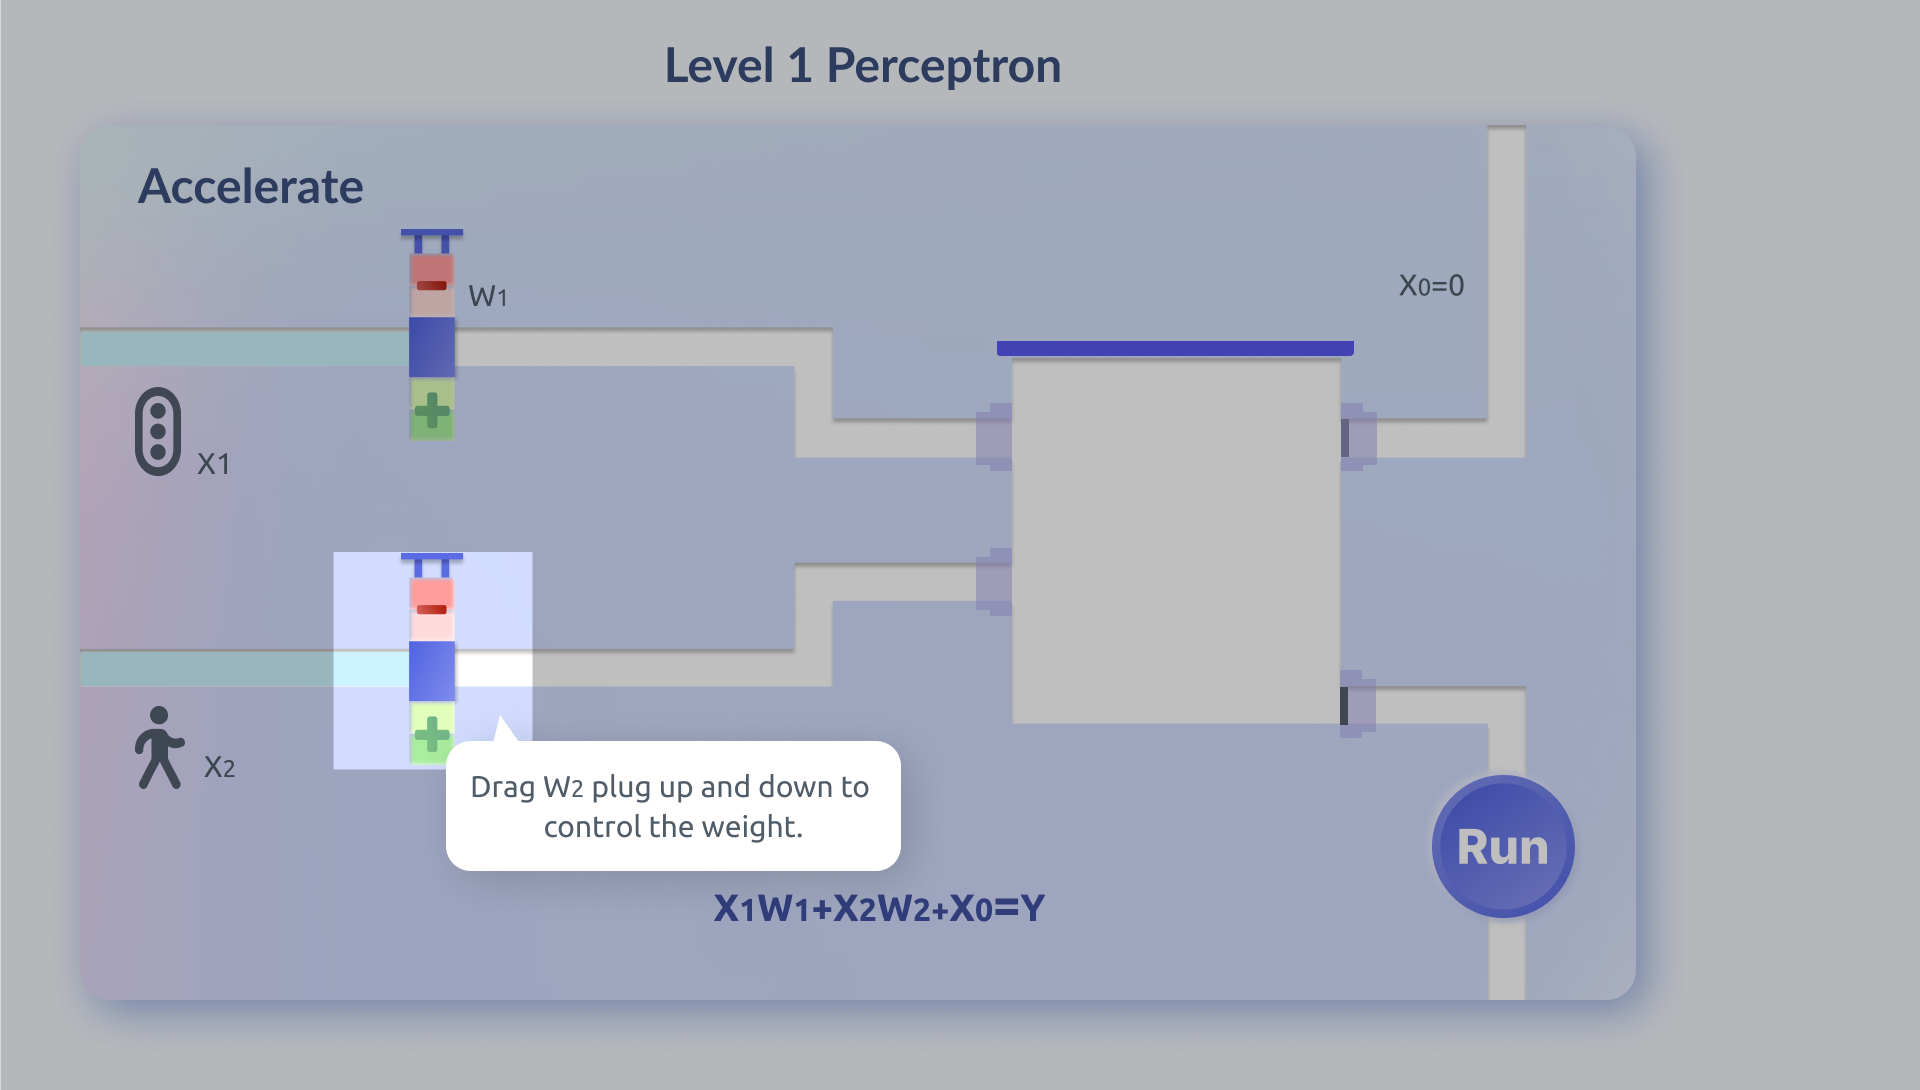 Level 1 Perceptron
Accelerate
W1
X0=0
X1
X2
Drag W2 plug up and down to
control the weight.
Run
X1W1+X2W2+X0=Y